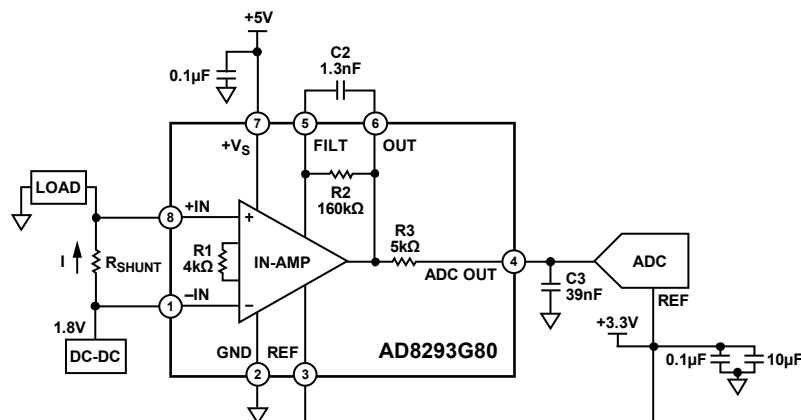 +5V
C2
1.3nF
0.1μF
7
5
6
+VS
FILT
OUT
LOAD
R2
160kΩ
+IN
8
R1
4kΩ
IN-AMP
R3
5kΩ
ADC OUT
4
ADC
I
RSHUNT
C3
39nF
REF
–IN
1
1.8V
+3.3V
DC-DC
GND
REF
AD8293G80
0.1μF
10μF
2
3
+
–